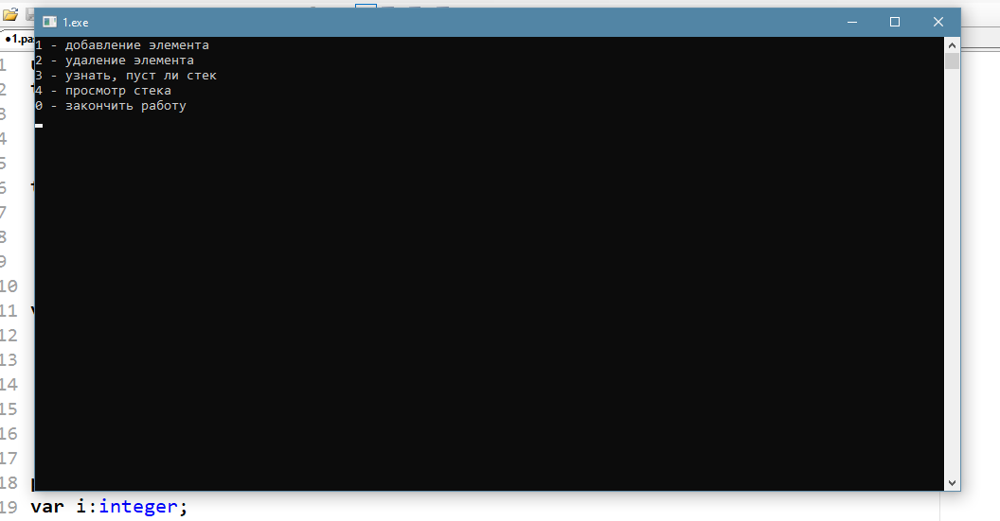 1.exe
•1.pa
1 - добавление элемента
2 - удаление элемента
3 - узнать, пуст ли стек
4 - просмотр стека
0 - закончить работу
1
2
3
4
5
6
7
8
9
10
11
12
13
14
15
16
17
18
19 var i:integer;